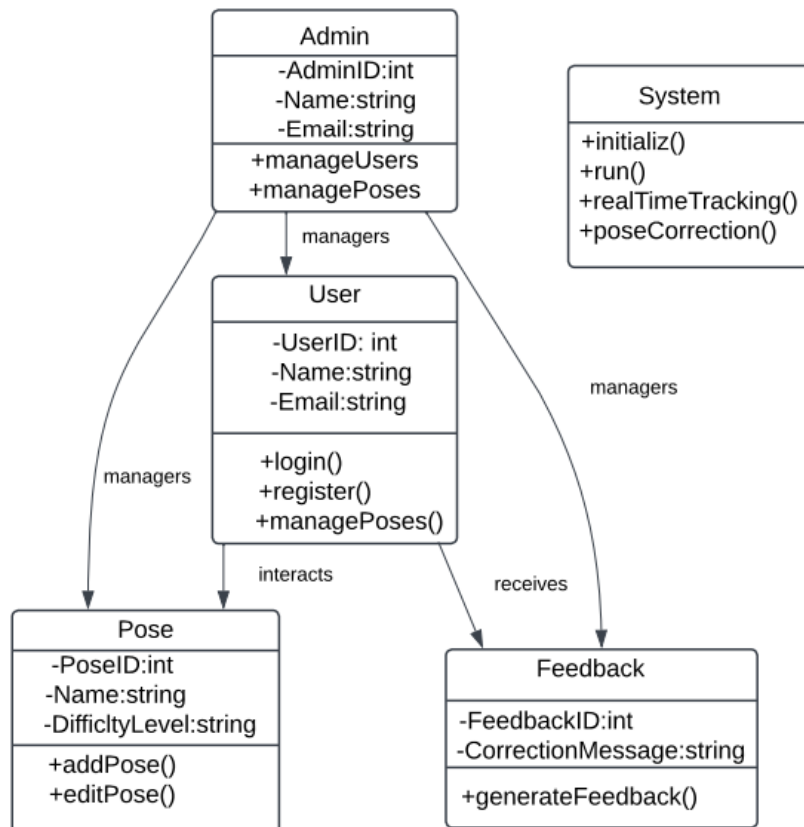 Admin
-AdminID:int
-Name:string
-Email:string
+manageUsers
+managePoses
System
+initializ()
+run()
+realTimeTracking()
+poseCorrection()
managers
User
-UserID: int
-Name:string
-Email:string
+login()
+register()
+managePoses()
managers
managers
interacts
receives
Pose
-PoseID:int
-Name:string
-DifficltyLevel:string
+addPose()
+editPose()
Feedback
-FeedbackID:int
-CorrectionMessage:string
+generateFeedback()